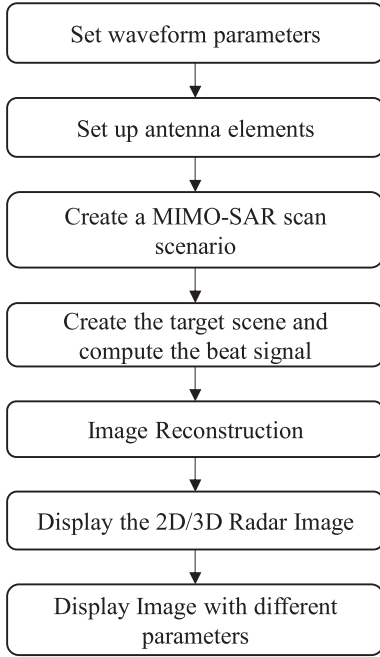 Set waveform parameters
Set up antenna elements
Create a MIMO-SAR scan
scenario
Create the target scene and
compute the beat signal
Image Reconstruction
Display the 2D/3D Radar Image
Display Image with different
parameters